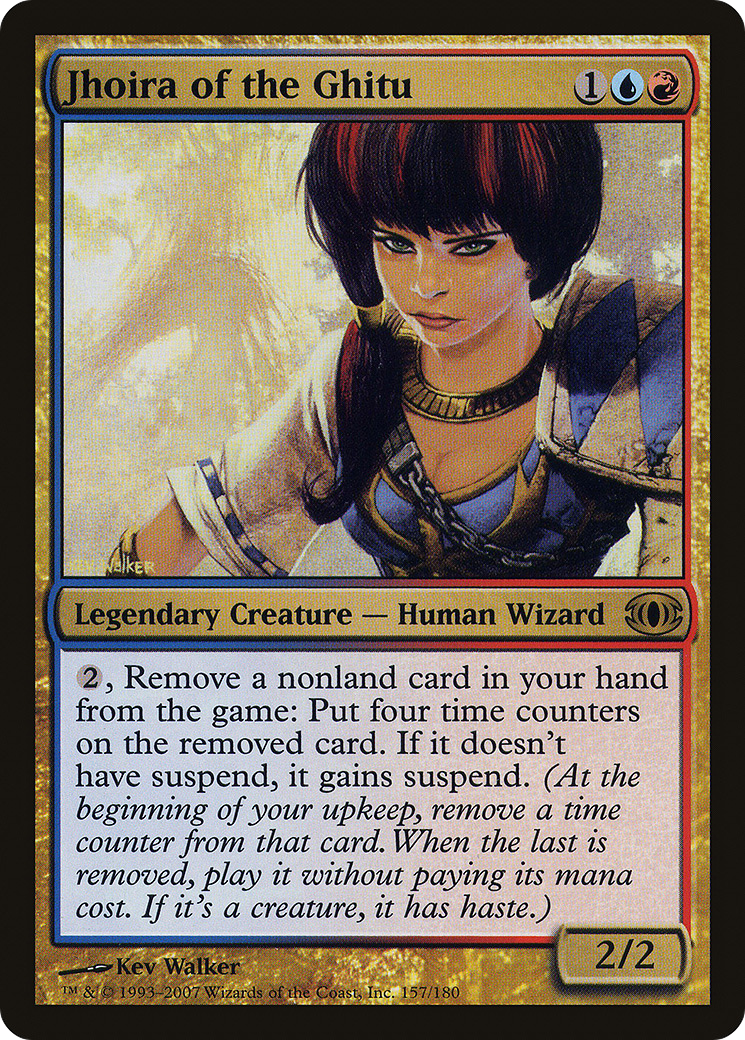 Jhoira of the Ghitu 1
Kev Walker
Legendary Creature — Human Wizard
2, Remove a nonland card in your hand
from the game: Put four time counters
on the removed card. If it doesn't
have suspend, it gains suspend. (At the
beginning of your upkeep, remove a time
counter from that card. When the last is
removed, play it without paying its mana
cost. If it's a creature, it has haste.)
2/2
Kev Walker
™ & © 1993–2007 Wizards of the Coast, Inc. 157/180